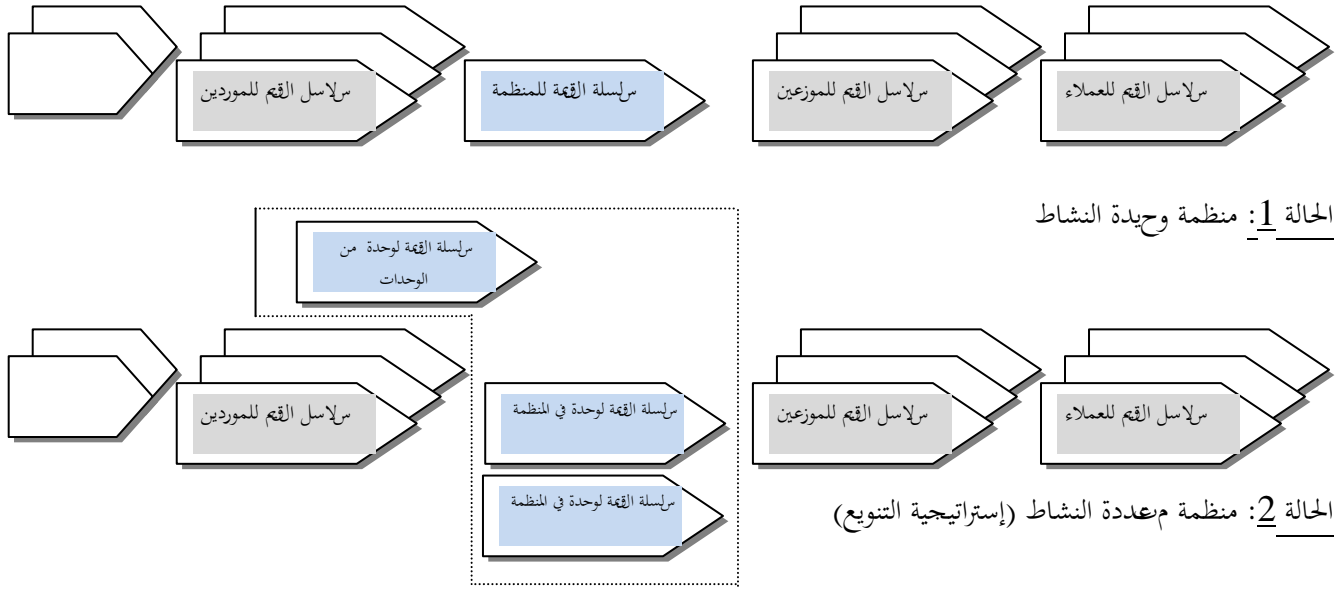 سلاسل القيم للموردين
سلسلة القيمة للمنظمة
سلاسل القيم للموزعين
سلاسل القيم للعملاء
الحالة 1: منظمة وحيدة النشاط
سلسلة القيمة لوحدة من
الوحدات
سلاسل القيم للموردين
سلسلة القيمة لوحدة في المنظمة
سلاسل القيم للموزعين
سلاسل القيم للعملاء
سلسلة القيمة لوحدة في المنظمة
الحالة 2: منظمة متعددة النشاط (إستراتيجية التنويع)